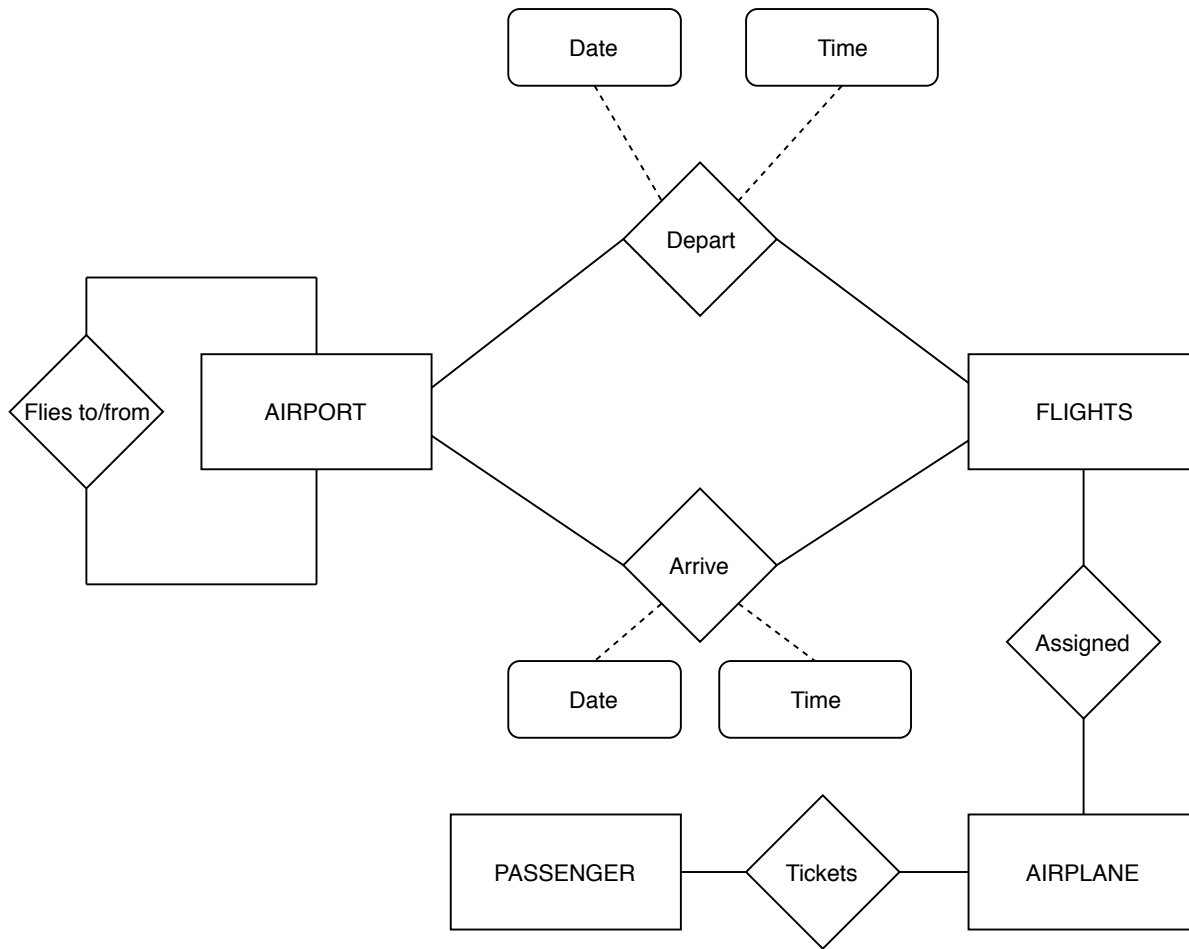 Date
Time
Depart
Flies to/from
AIRPORT
FLIGHTS
Arrive
Assigned
Date
Time
PASSENGER
Tickets
AIRPLANE